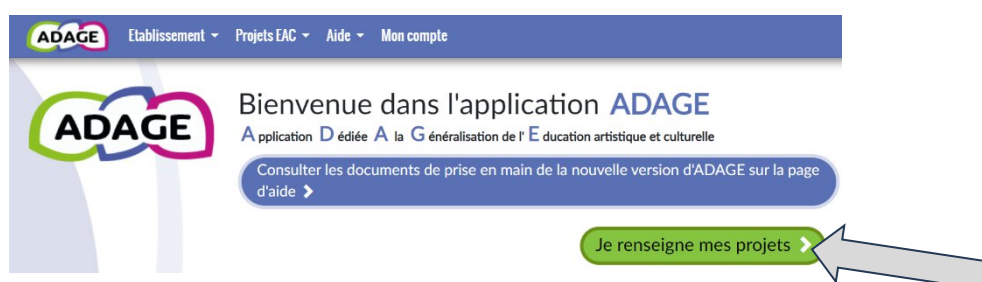 ADAGE Etablissement Projets EAC Aide Mon compte
ADAGE
Bienvenue dans l'application ADAGE
A pplication D édiée A la G énéralisation de l' E ducation artistique et culturelle
Consulter les documents de prise en main de la nouvelle version d'ADAGE sur la page
d'aide
Je renseigne mes projets